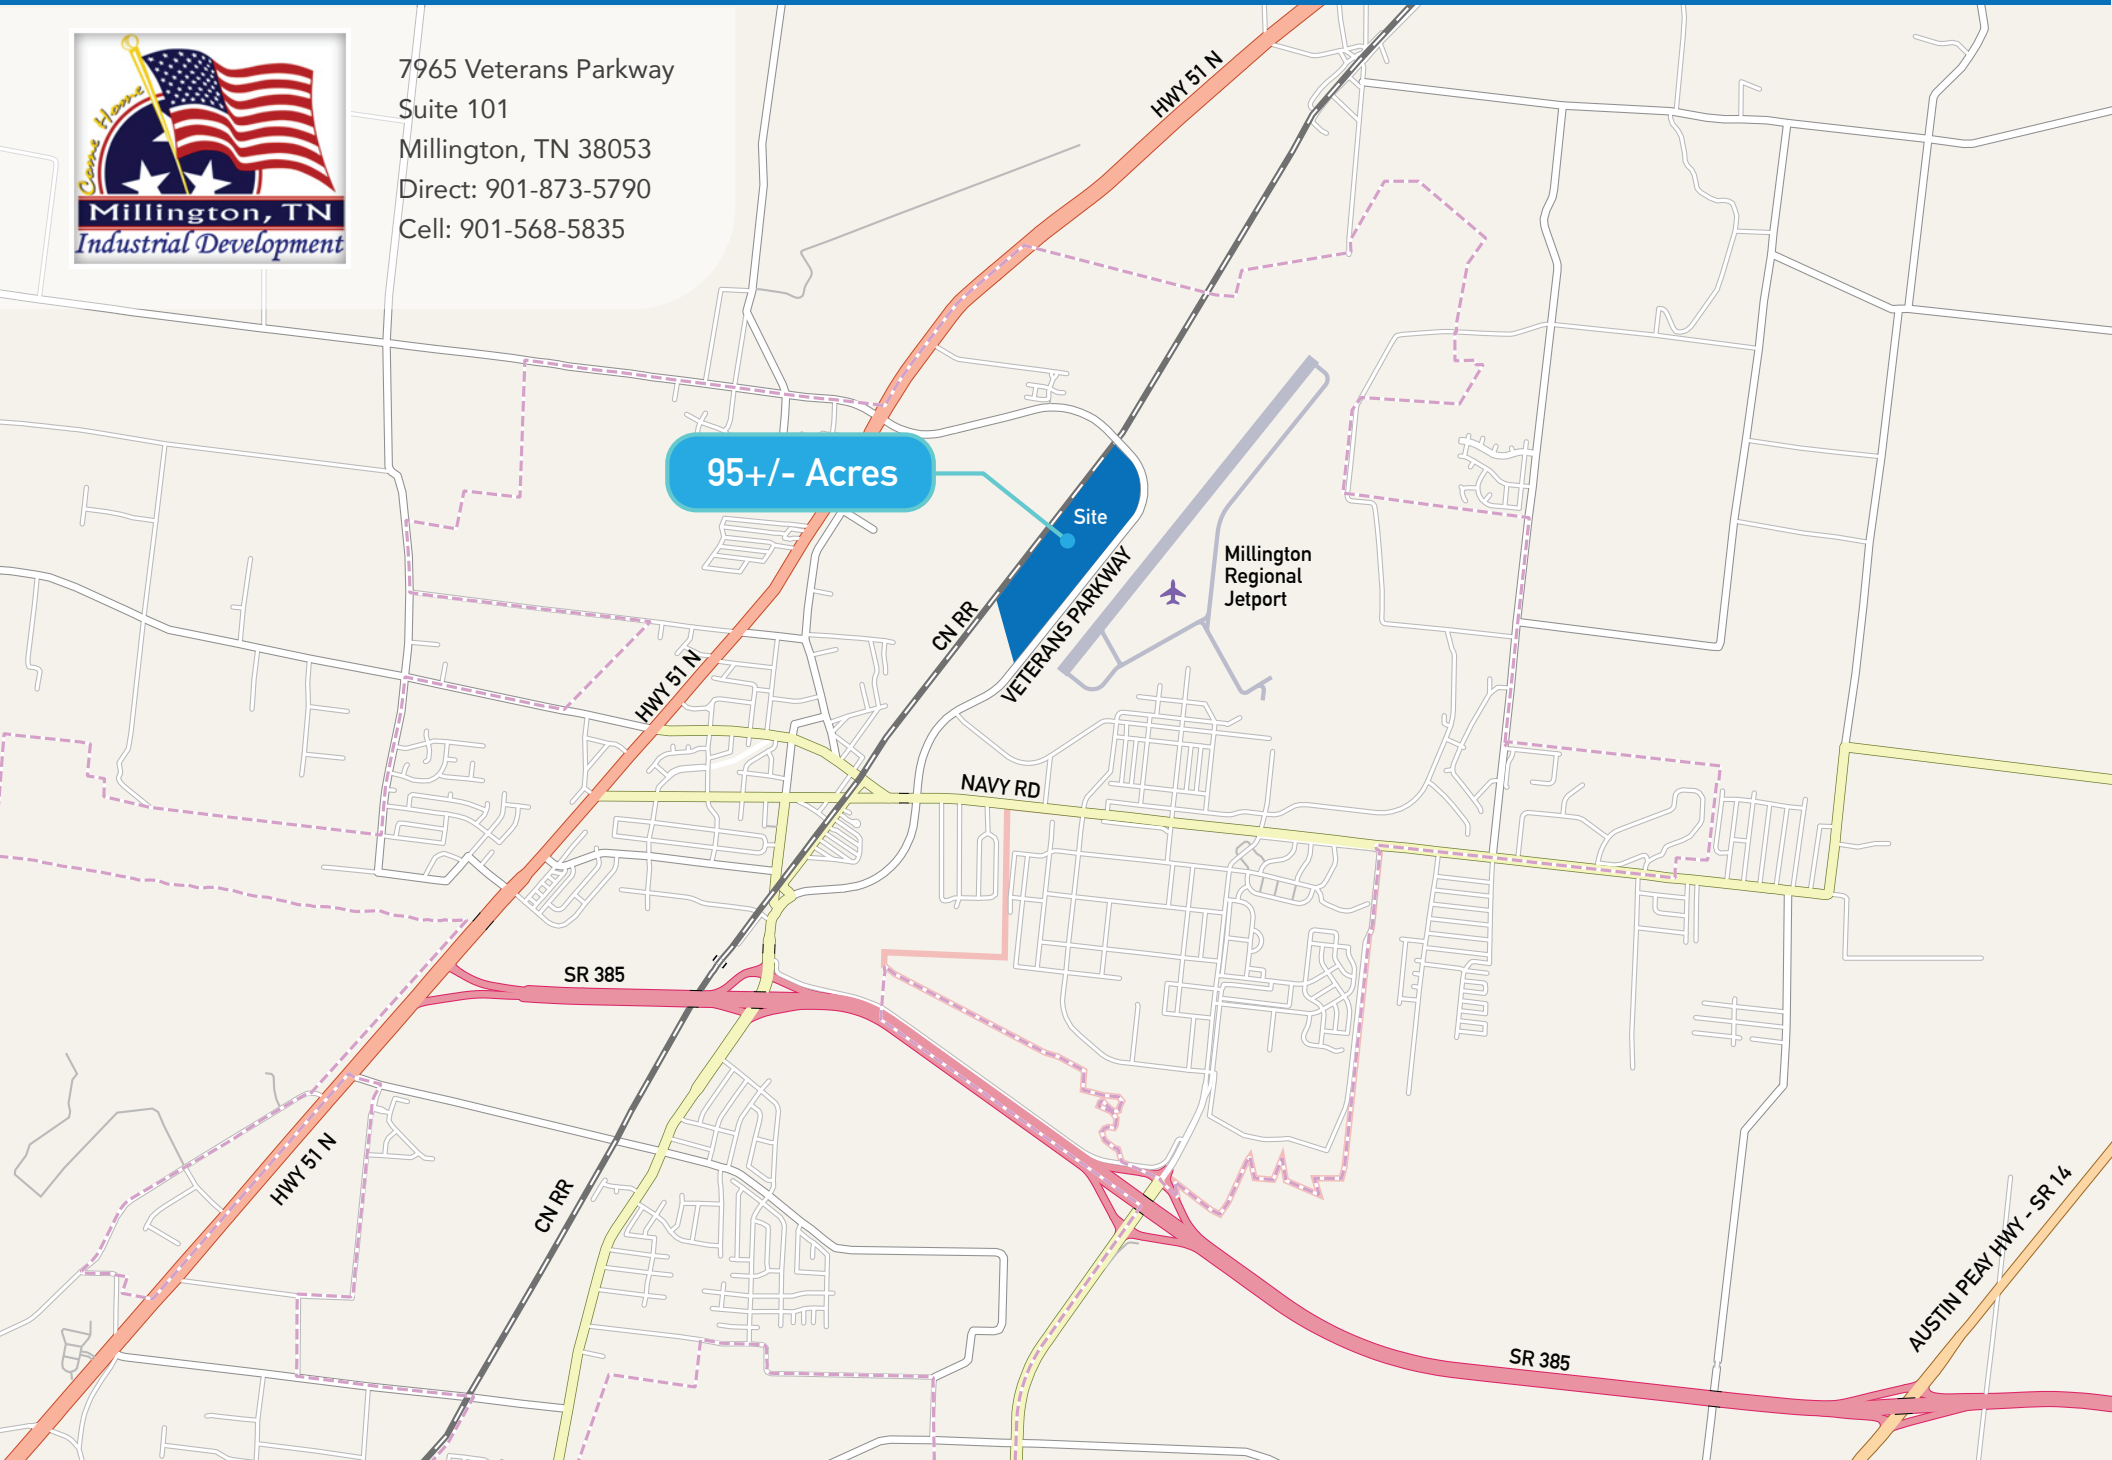 Come Home
Millington, TN
Industrial Development
7965 Veterans Parkway
Suite 101
Millington, TN 38053
Direct: 901-873-5790
Cell: 901-568-5835
HWY 51 N
95+/- Acres
Site
Millington
Regional
Jetport
CN RR
VETERANS PARKWAY
HWY 51 N
NAVY RD
SR 385
HWY 51 N
CN RR
AUSTIN PEAY HWY - SR 14
SR 385